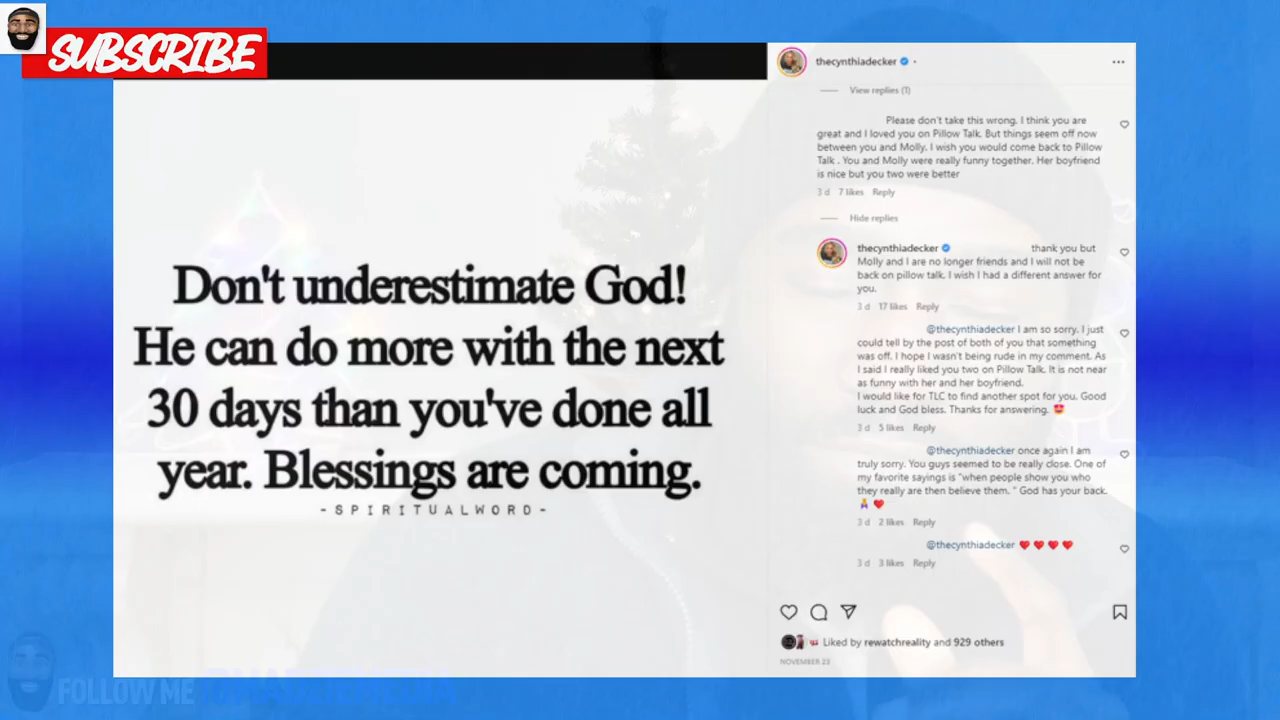 SUBSCRIBE
Don't underestimate God!
He can do more with the next
30 days than you've done all
year. Blessings are coming.
-SPIRITUALWORD-
thecynthiadecker
View replies (1)
Please don't take this wrong. I think you are
great and I loved you on Pillow Talk. But things seem off now
between you and Molly. I wish you would come back to Pillow
Talk . You and Molly were really funny together. Her boyfriend
is nice but you two were better
3 d 7 likes Reply
Hide replies
thecynthiadecker thank you but
Molly and I are no longer friends and I will not be
back on pillow talk. I wish I had a different answer for
you.
3 d 17 likes Reply
@thecynthiadecker I am so sorry. I just
could tell by the post of both of you that something
was off. I hope I wasn't being rude in my comment. As
I said I really liked you two on Pillow Talk. It is not near
as funny with her and her boyfriend.
I would like for TLC to find another spot for you. Good
luck and God bless. Thanks for answering. 🤩
3 d 5 likes Reply
@thecynthiadecker once again I am
truly sorry. You guys seemed to be really close. One of
my favorite sayings is "when people show you who
they really are then believe them. " God has your back.
3 d 2 likes Reply
@thecynthiadecker ❤️ ❤️ ❤️ ❤️
3 d 3 likes Reply
Liked by rewatchreality and 929 others
NOVEMBER 23
FOLLOW ME